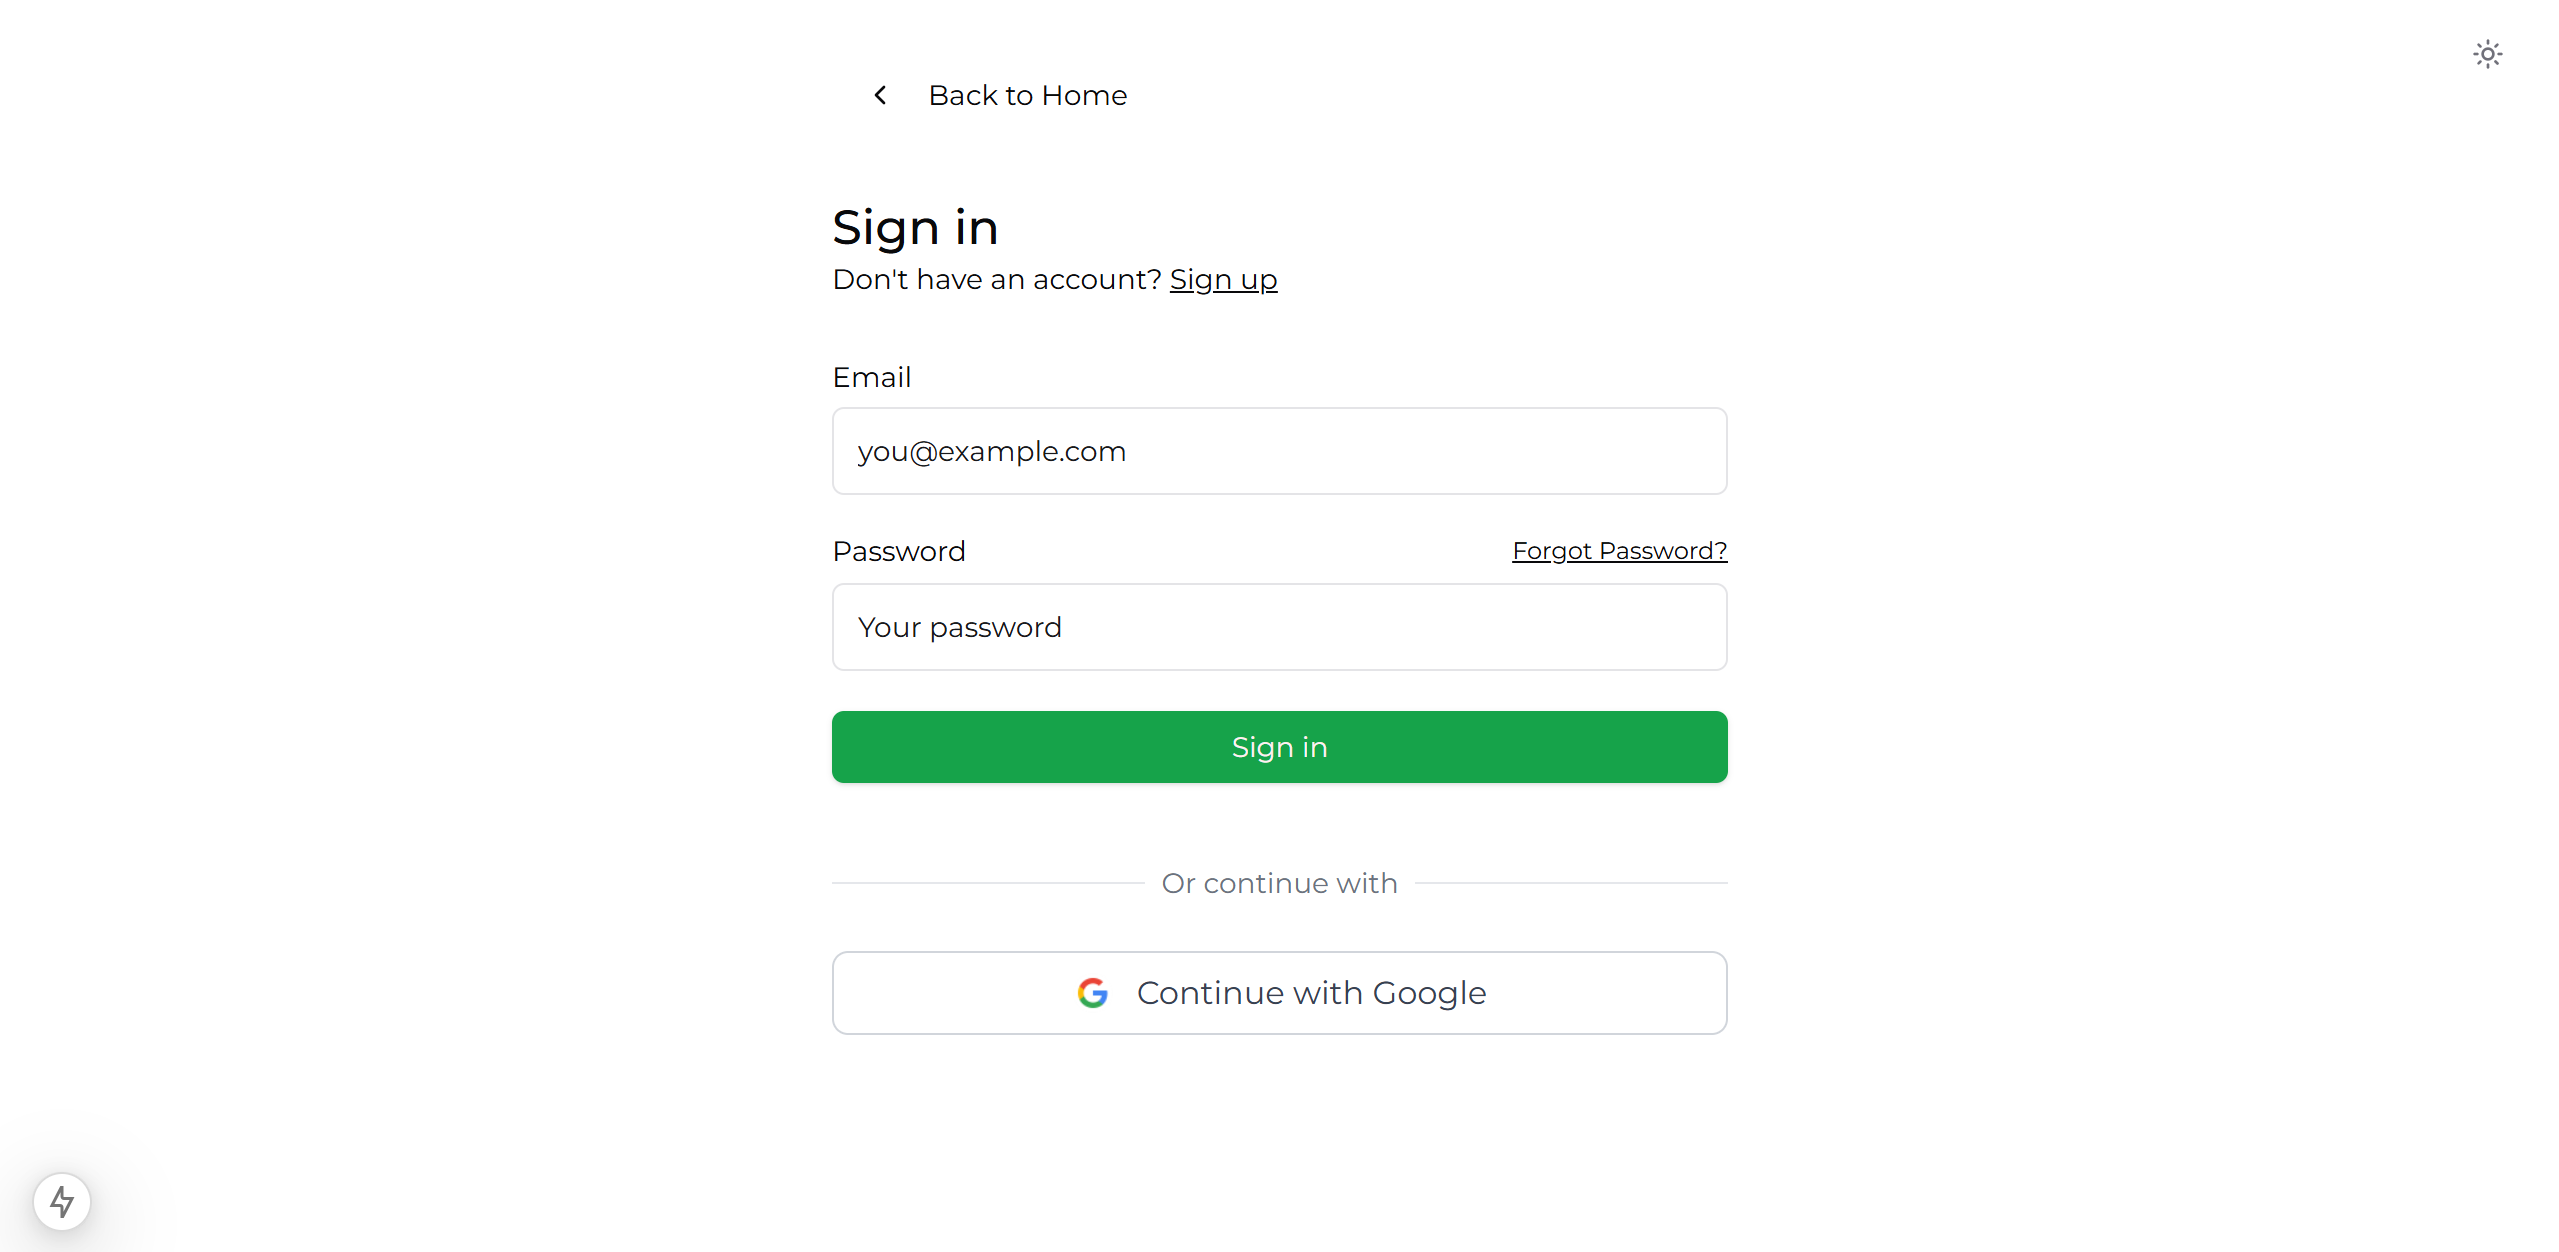 Back to Home
Sign in
Don't have an account? Sign up
Email
you@example.com
Password
Forgot Password?
Your password
Sign in
Or continue with
Continue with Google